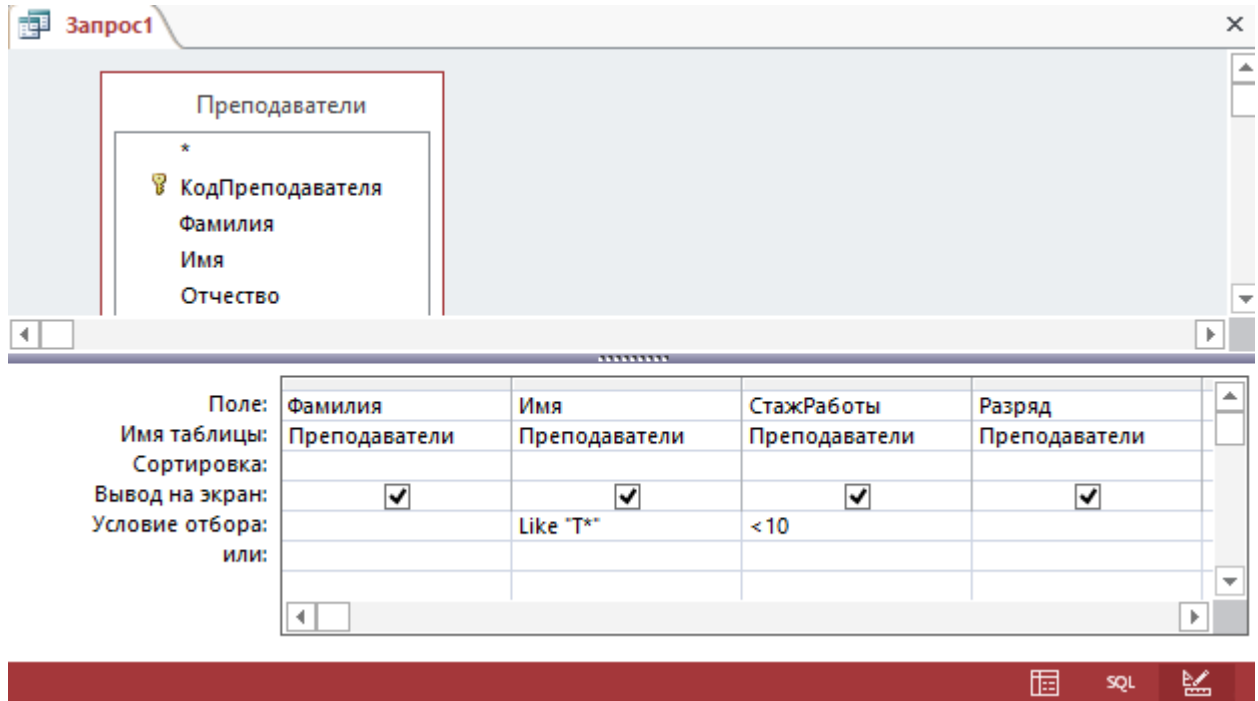 Запрос1
Преподаватели
*
КодПреподавателя
Фамилия
Имя
Отчество
Поле: Фамилия Имя СтажРаботы Разряд
Имя таблицы: Преподаватели Преподаватели Преподаватели Преподаватели
Сортировка:
Вывод на экран:
Условие отбора: Like "Т*" <10
или:
SQL